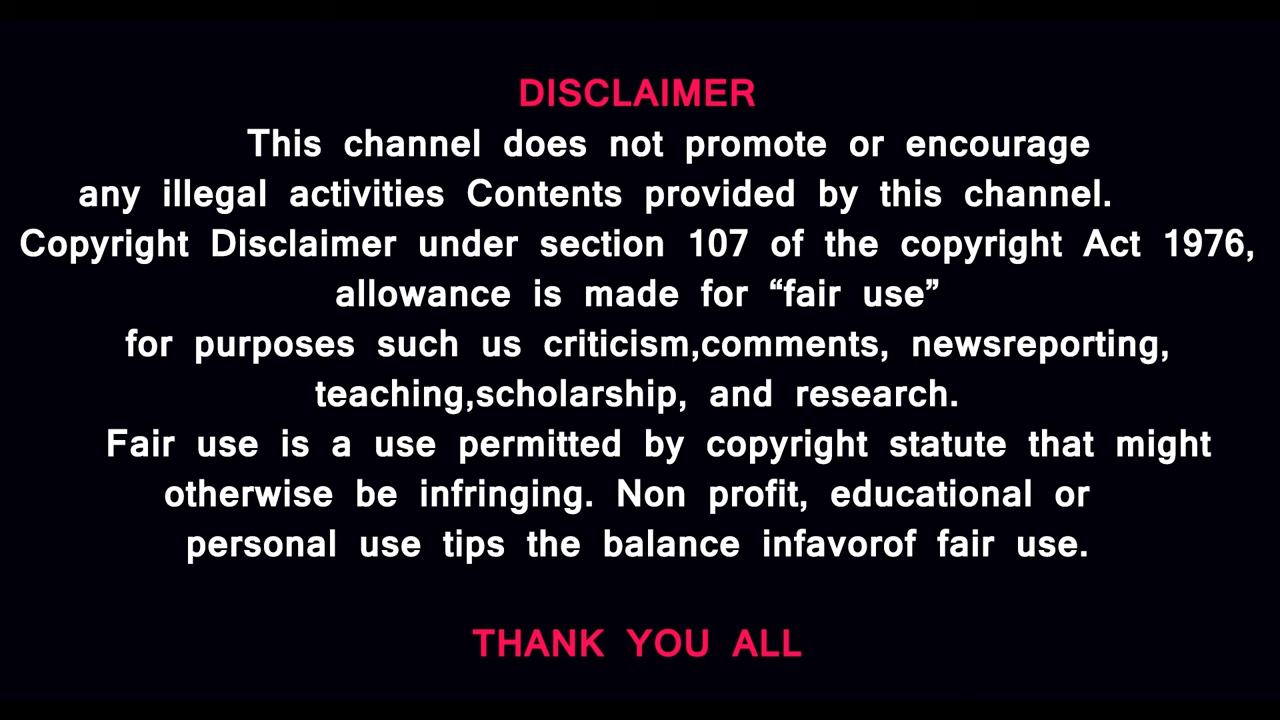 DISCLAIMER
This channel does not promote or encourage
any illegal activities Contents provided by this channel.
Copyright Disclaimer under section 107 of the copyright Act 1976,
allowance is made for “fair use”
for purposes such us criticism,comments, newsreporting,
teaching,scholarship, and research.
Fair use is a use permitted by copyright statute that might
otherwise be infringing. Non profit, educational or
personal use tips the balance infavorof fair use.
THANK YOU ALL